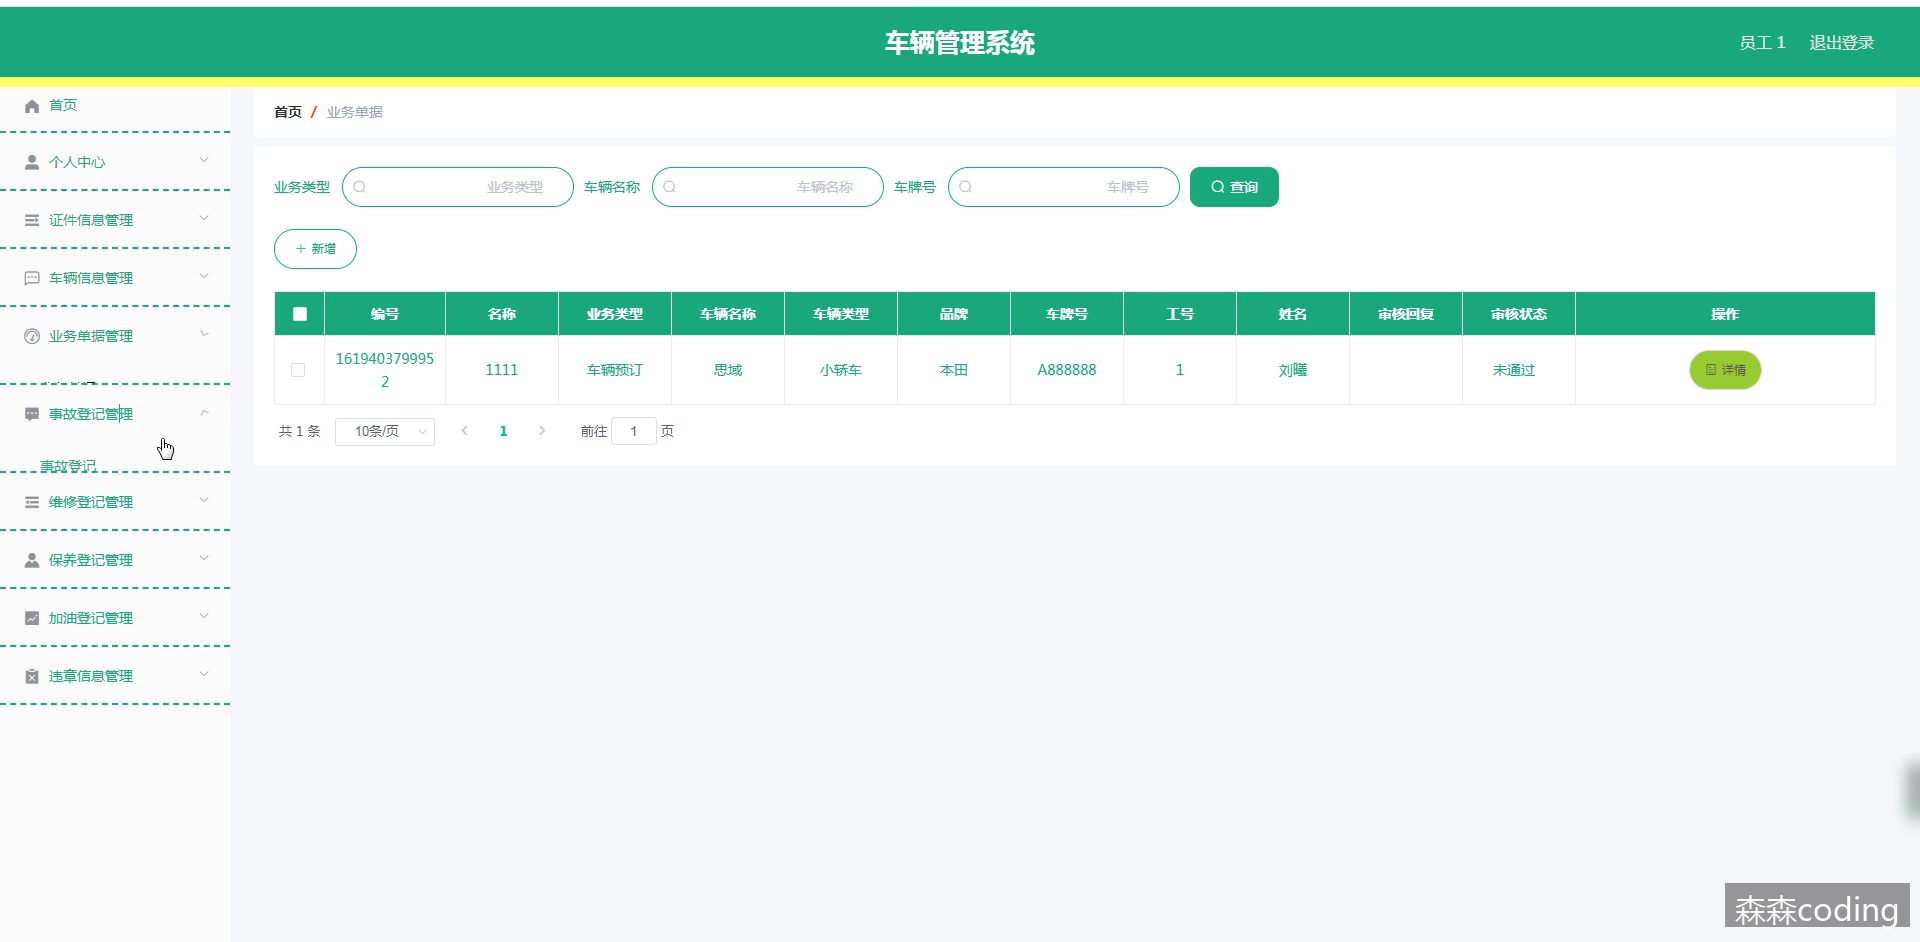 车辆管理系统
员工 1 退出登录
首页
个人中心
证件信息管理
车辆信息管理
业务单据管理
事故登记管理
事故登记
维修登记管理
保养登记管理
加油登记管理
违章信息管理
首页 / 业务单据
业务类型 业务类型 车辆名称 车辆名称 车牌号 车牌号 查询
+ 新增
编号 名称 业务类型 车辆名称 车辆类型 品牌 车牌号 工号 姓名 审核回复 审核状态 操作
161940379995 1111 车辆预订 思域 小轿车 本田 A888888 1 刘曦 未通过 详情
2
共 1 条 10条/页 1 前往 1 页
森森coding